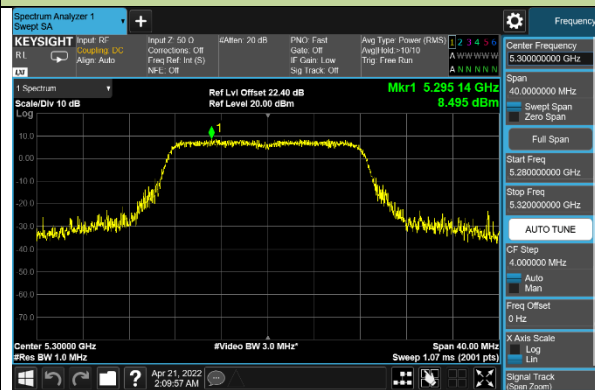 Spectrum Analyzer 1
Swept SA
Frequency
KEYSIGHT
RL
LXI
Input: RF
Coupling: DC
Align: Auto
Input Z: 50 Ω
Corrections: Off
Freq Ref: Int (S)
NFE: Off
#Atten: 20 dB
PNO: Fast
Gate: Off
IF Gain: Low
Sig Track: Off
Avg Type: Power (RMS)
Avg|Hold:>10/10
Trig: Free Run
1 2 3 4 5 6
A W W W W W
A N N N N N
1 Spectrum
Scale/Div 10 dB
Log
Ref Lvl Offset 22.40 dB
Ref Level 20.00 dBm
Mkr1 5.295 14 GHz
8.495 dBm
1
10.0
0.00
-10.0
-20.0
-30.0
-40.0
-50.0
-60.0
-70.0
Center 5.30000 GHz
#Res BW 1.0 MHz
#Video BW 3.0 MHz*
Span 40.00 MHz
Sweep 1.07 ms (2001 pts)
Center Frequency
5.300000000 GHz
Span
40.0000000 MHz
Swept Span
Zero Span
Full Span
Start Freq
5.280000000 GHz
Stop Freq
5.320000000 GHz
AUTO TUNE
CF Step
4.000000 MHz
Auto
Man
Freq Offset
0 Hz
X Axis Scale
Log
Lin
Signal Track
(Span Zoom)
Apr 21, 2022
2:09:57 AM